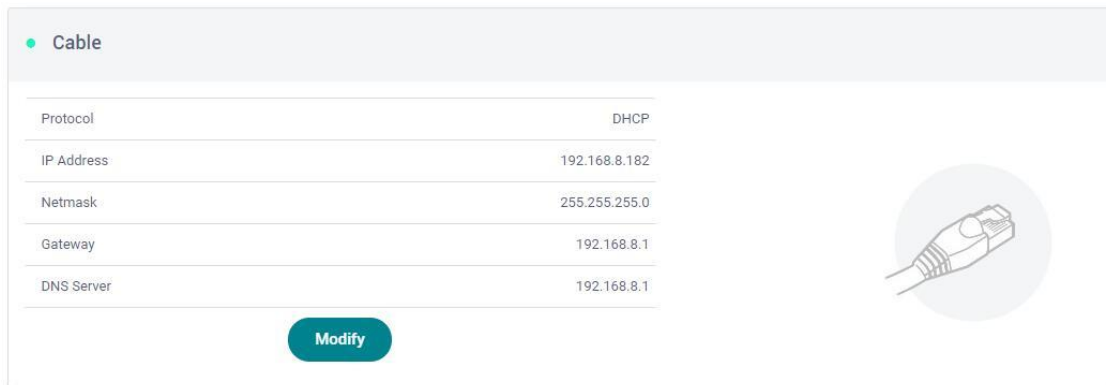 Cable
Protocol DHCP
IP Address 192.168.8.182
Netmask 255.255.255.0
Gateway 192.168.8.1
DNS Server 192.168.8.1
Modify